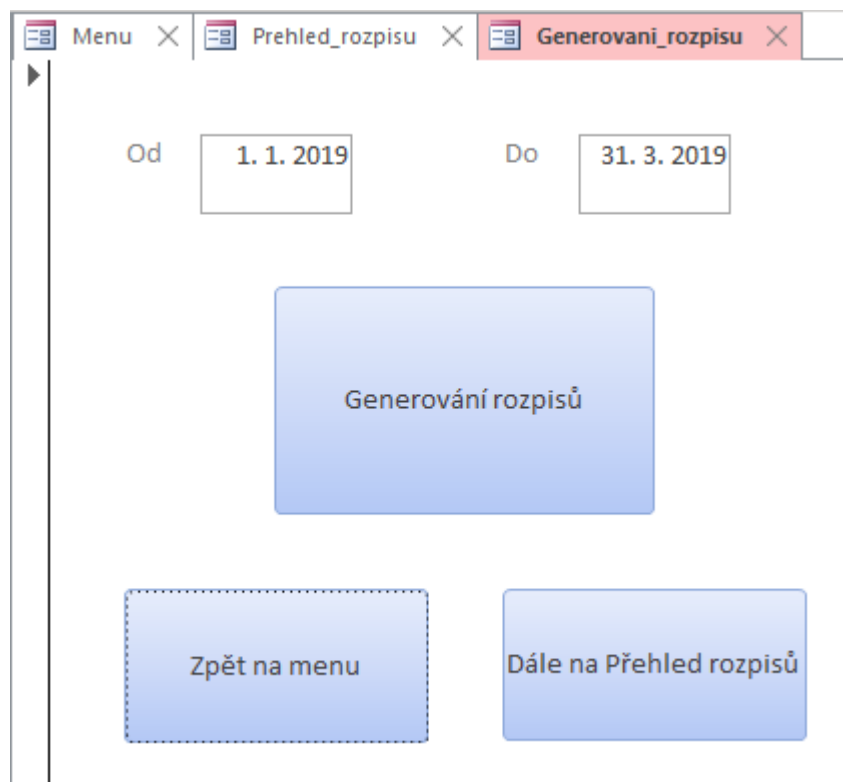 Menu Prehled_rozpisu Generovani_rozpisu
Od 1. 1. 2019 Do 31. 3. 2019
Generování rozpisů
Zpět na menu Dále na Přehled rozpisů